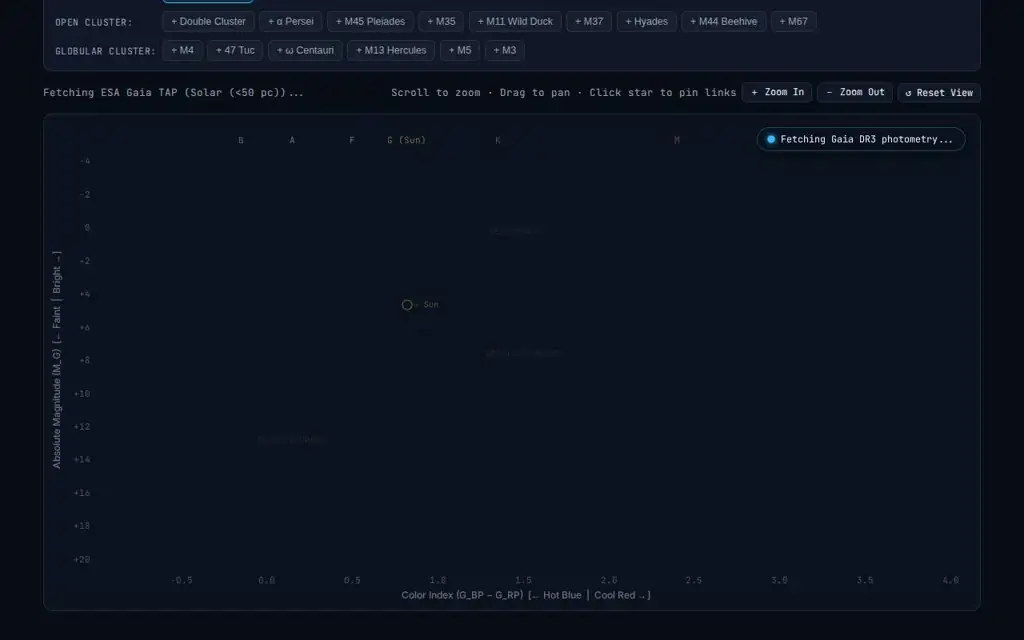 OPEN CLUSTER: + Double Cluster + α Persei + M45 Pleiades + M35 + M11 Wild Duck + M37 + Hyades + M44 Beehive + M67
GLOBULAR CLUSTER: + M4 + 47 Tuc + ω Centauri + M13 Hercules + M5 + M3
Fetching ESA Gaia TAP (Solar (<50 pc))... Scroll to zoom · Drag to pan · Click star to pin links + Zoom In − Zoom Out ↺ Reset View
B A F G (Sun) K M Fetching Gaia DR3 photometry...
-4
-2
0
+2
+4
Sun
+6
+8
+10
+12
+14
+16
+18
+20
Absolute Magnitude (M_G) [← Faint | Bright →]
-0.5 0.0 0.5 1.0 1.5 2.0 2.5 3.0 3.5 4.0
Color Index (G_BP − G_RP) [← Hot Blue | Cool Red →]